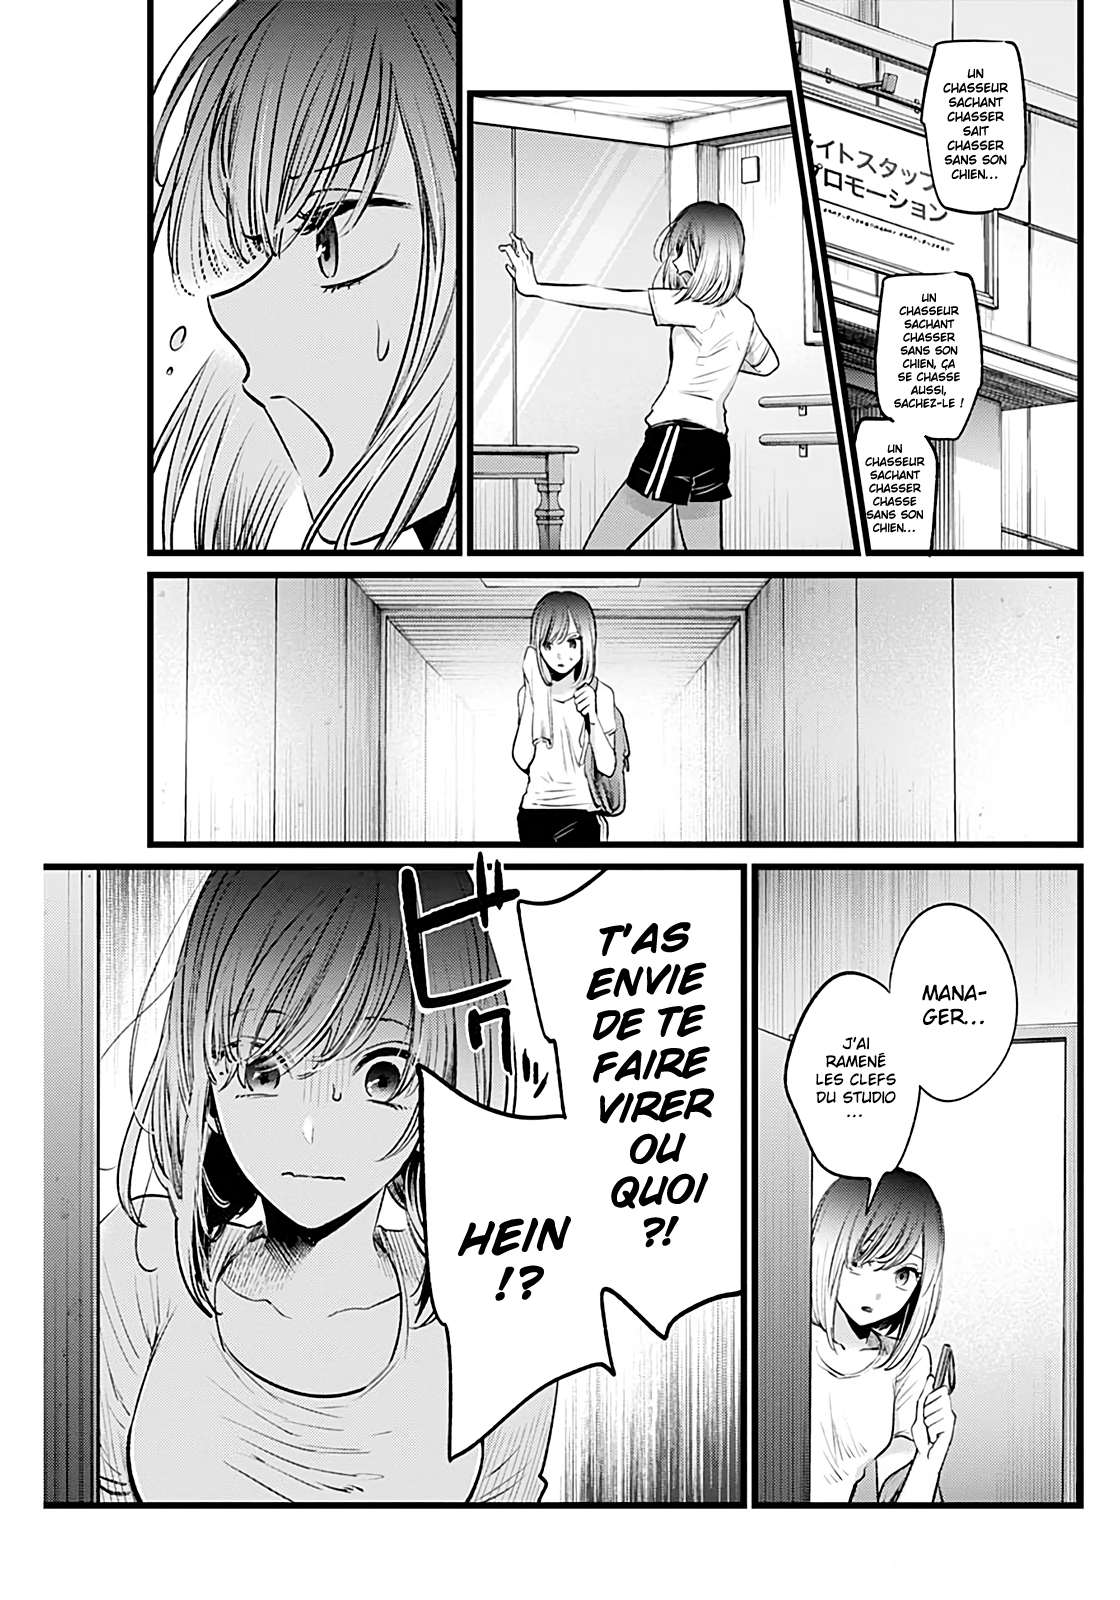 UN
CHASSEUR
SACHANT
CHASSER
SAIT
CHASSER
SANS SON
CHIEN...
イトスタッフ
プロモーション
UN
CHASSEUR
SACHANT
CHASSER
SANS SON
CHIEN, ÇA
SE CHASSE
AUSSI,
SACHEZ-LE !
UN
CHASSEUR
SACHANT
CHASSER
CHASSE
SANS SON
CHIEN...
MANA-
GER...
J'AI
RAMENÉ
LES CLEFS
DU STUDIO
...
T'AS
ENVIE
DE TE
FAIRE
VIRER
OU
QUOI
?!
HEIN
!?
ビクッ